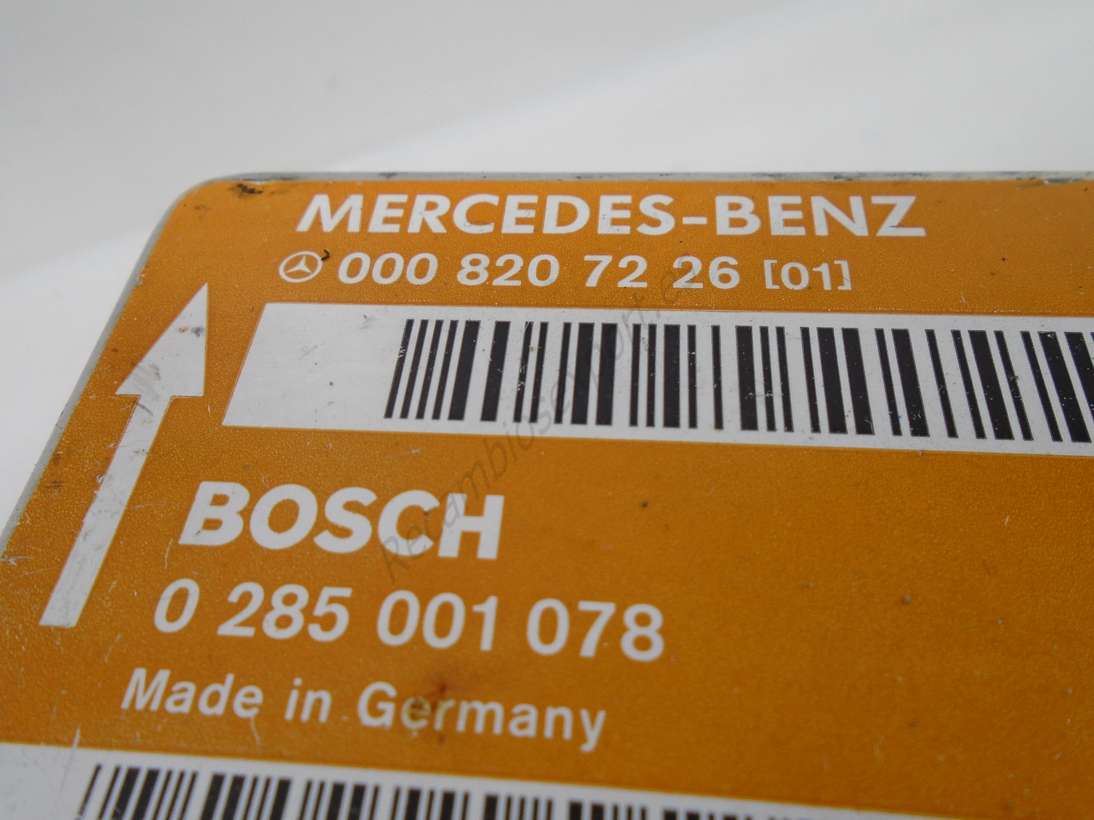 MERCEDES-BENZ
000 820 72 26 [01]
BOSCH
0 285 001 078
Made in Germany